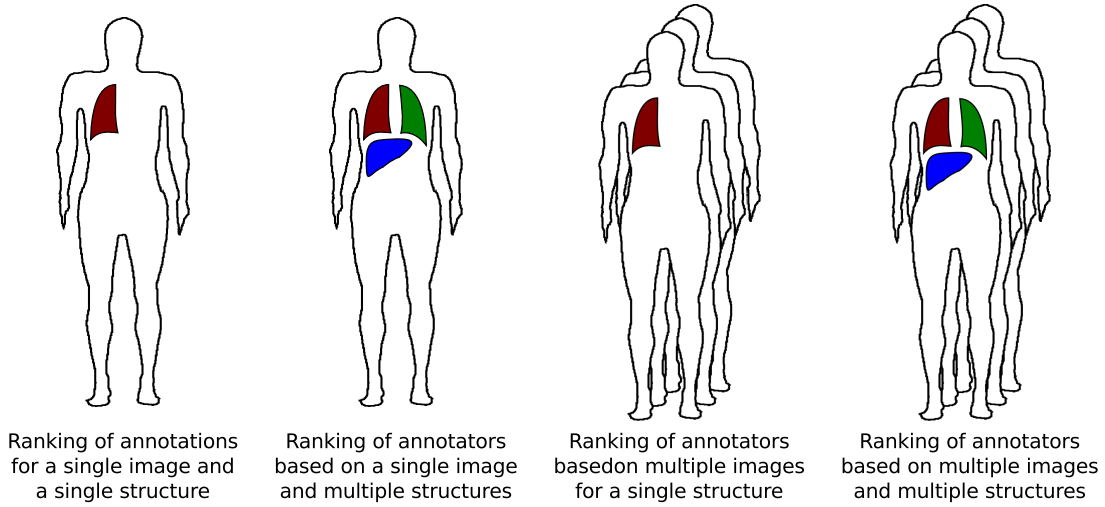 Ranking of annotations
for a single image and
a single structure
Ranking of annotators
based on a single image
and multiple structures
Ranking of annotators
basedon multiple images
for a single structure
Ranking of annotators
based on multiple images
and multiple structures